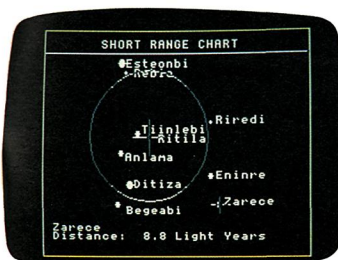 SHORT RANGE CHART
Esteonbi
Riredi
Tiinlebi
Ritila
Anlama
Eninre
Ditiza
Zarece
Begeabi
Zarece
Distance: 8.8 Light Years